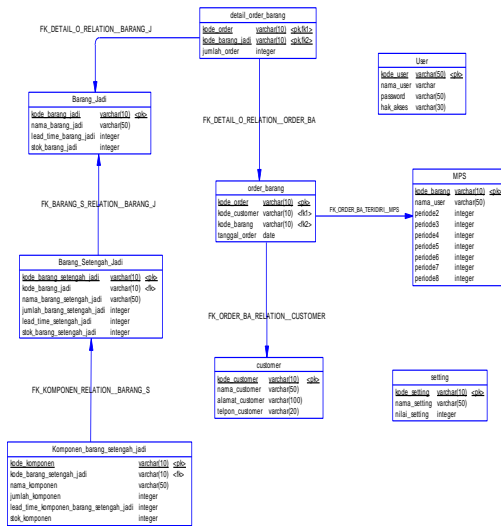 detail_order_barang
kode_order varchar(10) <pk,fk1>
kode_barang_jadi varchar(10) <pk,fk2>
jumlah_order integer
FK_DETAIL_O_RELATION__BARANG_J
User
kode_user varchar(50) <pk>
nama_user varchar
password varchar(50)
hak_akses varchar(30)
Barang_Jadi
kode_barang_jadi varchar(10) <pk>
nama_barang_jadi varchar(50)
lead_time_barang_jadi integer
stok_barang_jadi integer
FK_DETAIL_O_RELATION__ORDER_BA
MPS
kode_barang varchar(10) <pk>
nama_user varchar(50)
periode2 integer
periode3 integer
periode4 integer
periode5 integer
periode6 integer
periode7 integer
periode8 integer
order_barang
kode_order varchar(10) <pk>
kode_customer varchar(10) <fk1>
kode_barang varchar(10) <fk2>
tanggal_order date
FK_ORDER_BA_TERIDIRI__MPS
FK_BARANG_S_RELATION__BARANG_J
Barang_Setengah_Jadi
kode_barang_setengah_jadi varchar(10) <pk>
kode_barang_jadi varchar(10) <fk>
nama_barang_setengah_jadi varchar(50)
jumlah_barang_setengah_jadi integer
lead_time_setengah_jadi integer
stok_barang_setengah_jadi integer
FK_ORDER_BA_RELATION__CUSTOMER
customer
kode_customer varchar(10) <pk>
nama_customer varchar(50)
alamat_customer varchar(100)
telpon_customer varchar(20)
setting
kode_setting varchar(10) <pk>
nama_setting varchar(50)
nilai_setting integer
FK_KOMPONEN_RELATION__BARANG_S
Komponen_barang_setengah_jadi
kode_komponen varchar(10) <pk>
kode_barang_setengah_jadi varchar(10) <fk>
nama_komponen varchar(50)
jumlah_komponen integer
lead_time_komponen_barang_setengah_jadi integer
stok_komponen integer